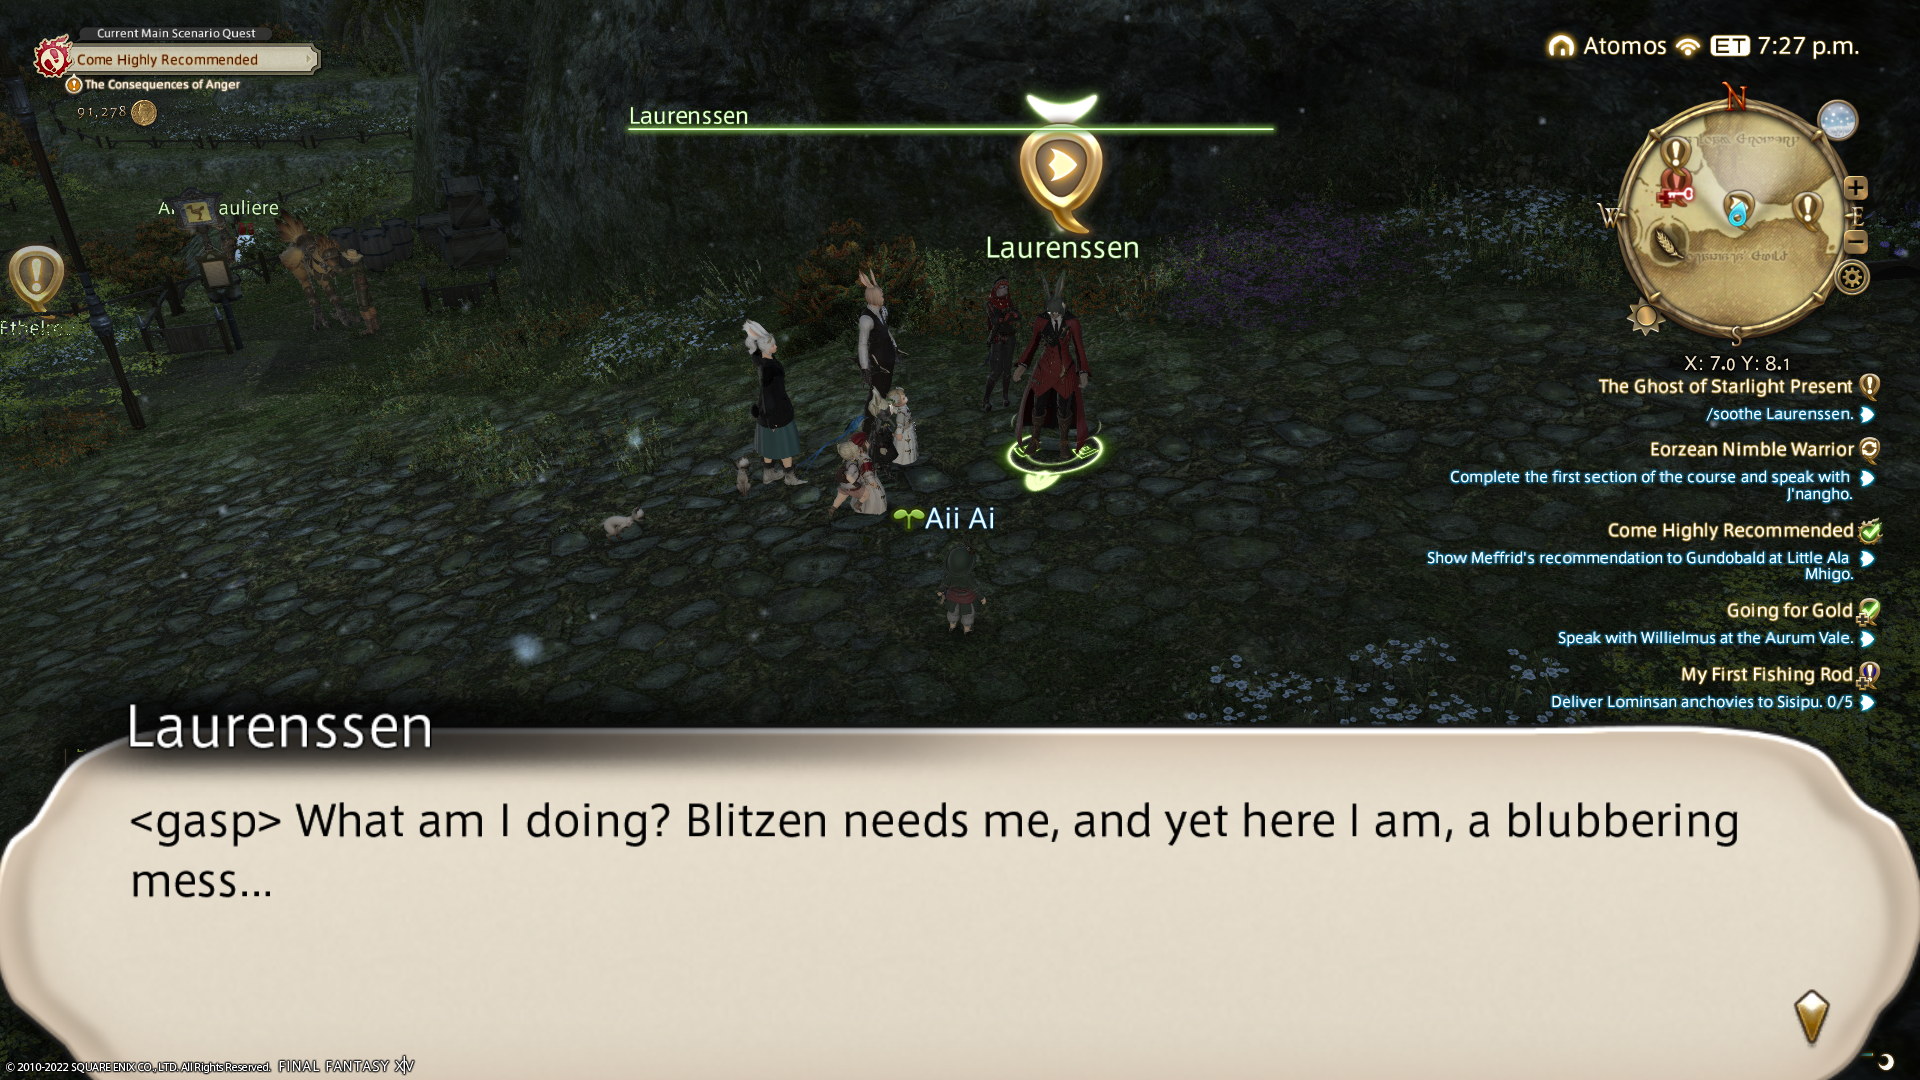 Current Main Scenario Quest
Come Highly Recommended
The Consequences of Anger
91,278
Atomos ET 7:27 p.m.
Laurenssen
Laurenssen
auliere
N
W
E
S
X: 7.0 Y: 8.1
The Ghost of Starlight Present
/soothe Laurenssen.
Eorzean Nimble Warrior
Complete the first section of the course and speak with
J'nangho.
Come Highly Recommended
Show Meffrid's recommendation to Gundobald at Little Ala
Mhigo.
Going for Gold
Speak with Willielmus at the Aurum Vale.
My First Fishing Rod
Deliver Lominsan anchovies to Sisipu. 0/5
Aii Ai
Laurenssen
<gasp> What am I doing? Blitzen needs me, and yet here I am, a blubbering
mess...
© 2010-2022 SQUARE ENIX CO., LTD. All Rights Reserved. FINAL FANTASY XIV